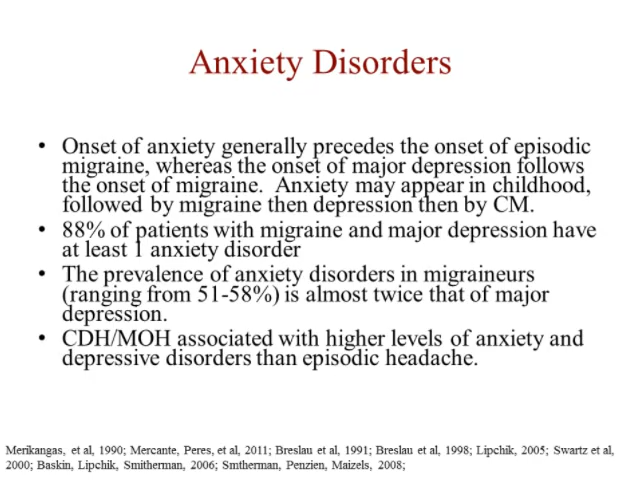 Anxiety Disorders
• Onset of anxiety generally precedes the onset of episodic
migraine, whereas the onset of major depression follows
the onset of migraine.  Anxiety may appear in childhood,
followed by migraine then depression then by CM.
• 88% of patients with migraine and major depression have
at least 1 anxiety disorder
• The prevalence of anxiety disorders in migraineurs
(ranging from 51-58%) is almost twice that of major
depression.
• CDH/MOH associated with higher levels of anxiety and
depressive disorders than episodic headache.
Merikangas, et al, 1990; Mercante, Peres, et al, 2011; Breslau et al, 1991; Breslau et al, 1998; Lipchik, 2005; Swartz et al,
2000; Baskin, Lipchik, Smitherman, 2006; Smtherman, Penzien, Maizels, 2008;